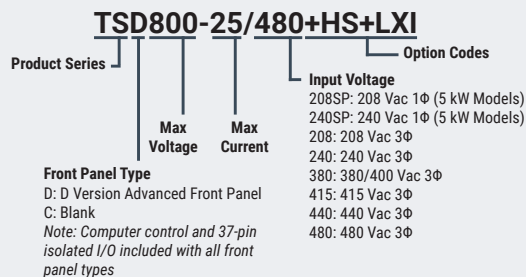 TSD800-25/480+HS+LXI
Product Series
Option Codes
Max
Voltage
Max
Current
Front Panel Type
D: D Version Advanced Front Panel
C: Blank
Note: Computer control and 37-pin
isolated I/O included with all front
panel types
Input Voltage
208SP: 208 Vac 1Φ (5 kW Models)
240SP: 240 Vac 1Φ (5 kW Models)
208: 208 Vac 3Φ
240: 240 Vac 3Φ
380: 380/400 Vac 3Φ
415: 415 Vac 3Φ
440: 440 Vac 3Φ
480: 480 Vac 3Φ